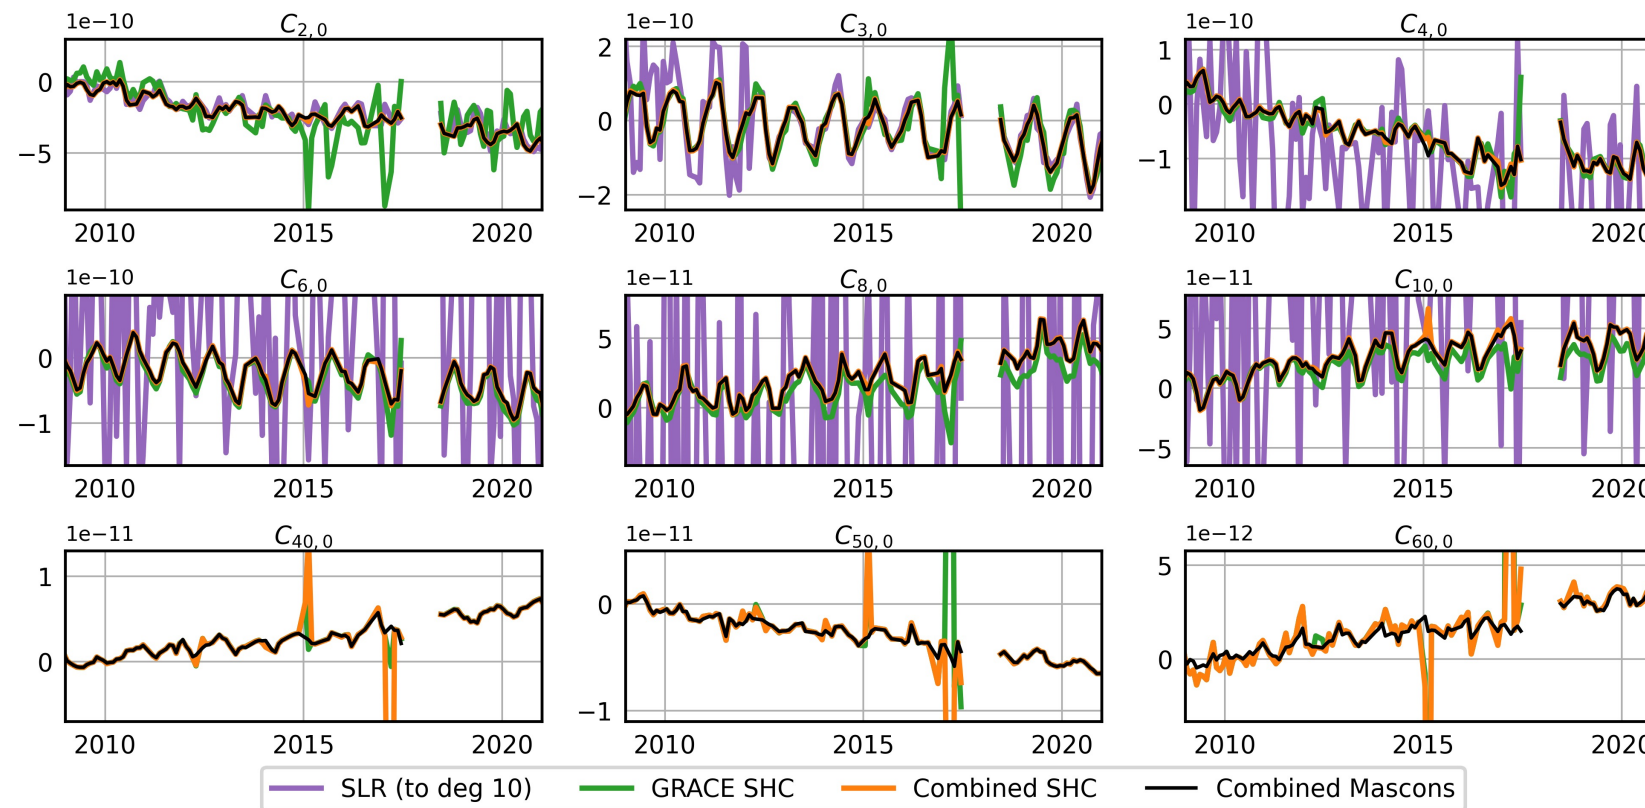 1e−10 C2,0 1e−10 C3,0 1e−10 C4,0
0 −5
2 0 −2
1 0 −1
2010 2015 2020 2010 2015 2020 2010 2015 202
1e−10 C6,0 1e−11 C8,0 1e−11 C10,0
0 −1
5 0
5 0 −5
2010 2015 2020 2010 2015 2020 2010 2015 202
1e−11 C40,0 1e−11 C50,0 1e−12 C60,0
1 0
0 −1
5 0
2010 2015 2020 2010 2015 2020 2010 2015 202
SLR (to deg 10) GRACE SHC Combined SHC Combined Mascons